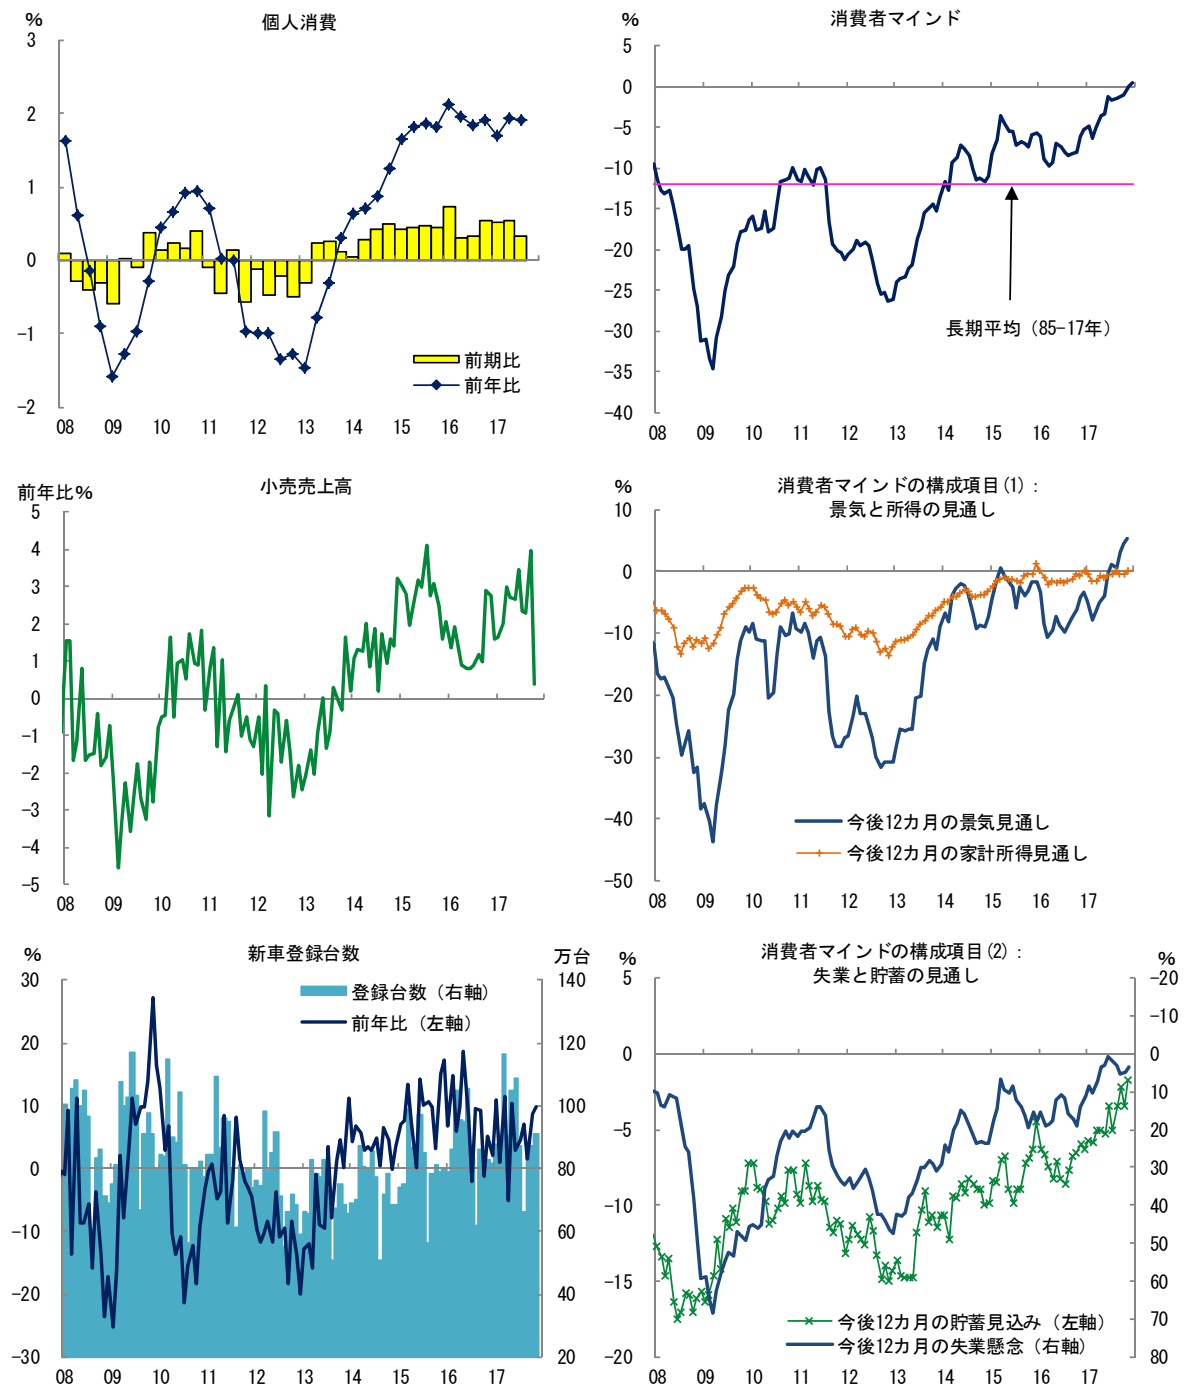 個人消費
%
3
2
1
0
-1
-2
前期比
前年比
08 09 10 11 12 13 14 15 16 17
消費者マインド
%
5
0
-5
-10
-15
-20
-25
-30
-35
-40
長期平均（85-17年）
08 09 10 11 12 13 14 15 16 17
小売売上高
前年比%
5
4
3
2
1
0
-1
-2
-3
-4
-5
08 09 10 11 12 13 14 15 16 17
消費者マインドの構成項目(1)：
景気と所得の見通し
%
10
0
-10
-20
-30
-40
-50
今後12カ月の景気見通し
今後12カ月の家計所得見通し
08 09 10 11 12 13 14 15 16 17
新車登録台数
%
万台
30
20
10
0
-10
-20
-30
140
120
100
80
60
40
20
登録台数（右軸）
前年比（左軸）
08 09 10 11 12 13 14 15 16 17
消費者マインドの構成項目(2)：
失業と貯蓄の見通し
%
%
5
0
-5
-10
-15
-20
-20
-10
0
10
20
30
40
50
60
70
80
今後12カ月の貯蓄見込み（左軸）
今後12カ月の失業懸念（右軸）
08 09 10 11 12 13 14 15 16 17